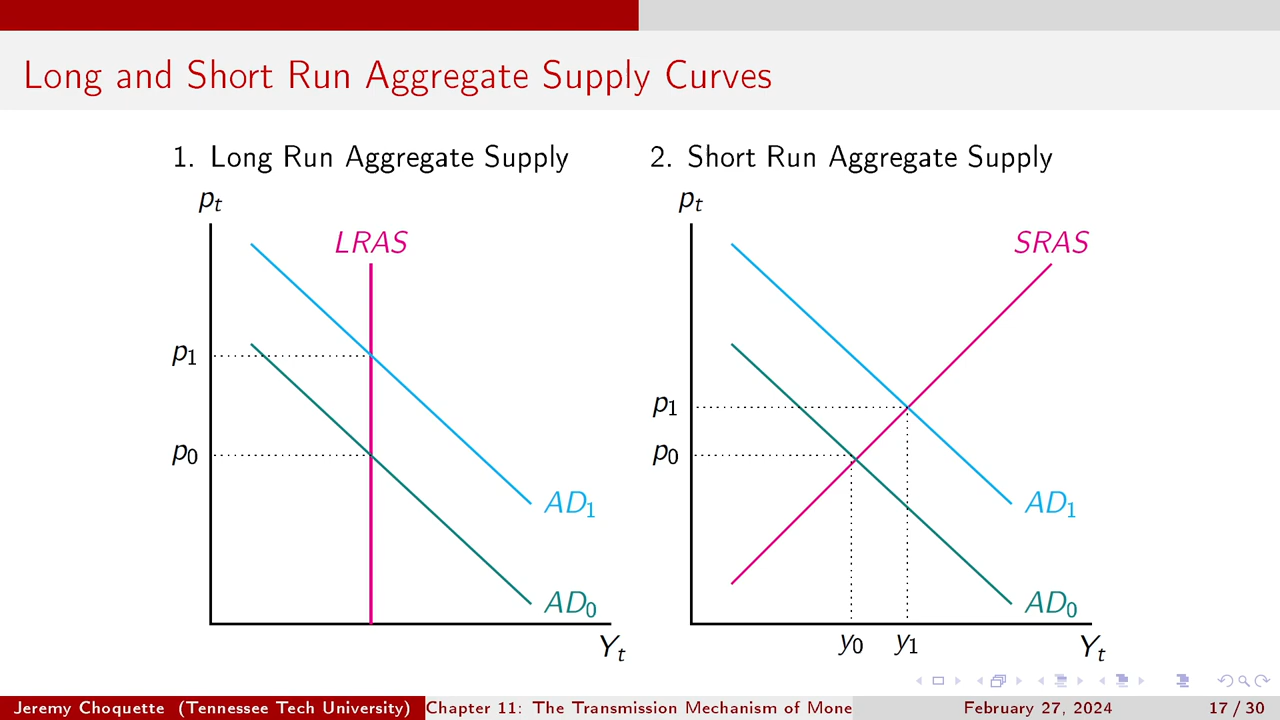 Long and Short Run Aggregate Supply Curves
1. Long Run Aggregate Supply
pt
LRAS
p1
p0
AD1
AD0
Yt
2. Short Run Aggregate Supply
pt
SRAS
p1
p0
AD1
AD0
y0 y1
Yt
Jeremy Choquette (Tennessee Tech University) Chapter 11: The Transmission Mechanism of Mone February 27, 2024 17 / 30